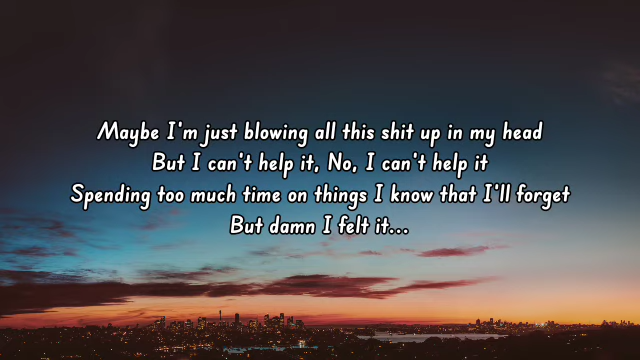 Maybe I'm just blowing all this shit up in my head
But I can't help it, No, I can't help it
Spending too much time on things I know that I'll forget
But damn I felt it...